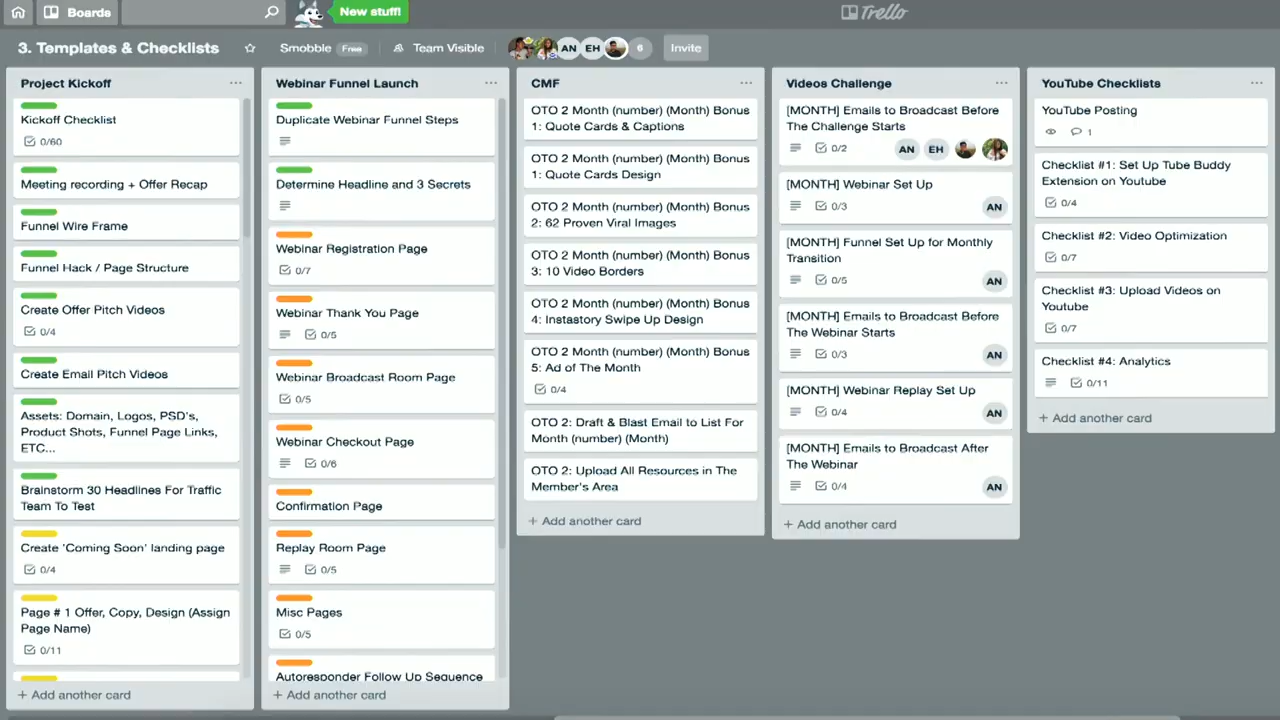 Boards
New stuff!
Trello
3. Templates & Checklists
Smobble
Free
Team Visible
AN
EH
6
Invite
Project Kickoff
Kickoff Checklist
0/60
Meeting recording + Offer Recap
Funnel Wire Frame
Funnel Hack / Page Structure
Create Offer Pitch Videos
0/4
Create Email Pitch Videos
Assets: Domain, Logos, PSD's,
Product Shots, Funnel Page Links,
ETC...
Brainstorm 30 Headlines For Traffic
Team To Test
Create 'Coming Soon' landing page
0/4
Page # 1 Offer, Copy, Design (Assign
Page Name)
0/11
+ Add another card
Webinar Funnel Launch
Duplicate Webinar Funnel Steps
Determine Headline and 3 Secrets
Webinar Registration Page
0/7
Webinar Thank You Page
0/5
Webinar Broadcast Room Page
0/5
Webinar Checkout Page
0/6
Confirmation Page
Replay Room Page
0/5
Misc Pages
0/5
Autoresponder Follow Up Sequence
+ Add another card
CMF
OTO 2 Month (number) (Month) Bonus
1: Quote Cards & Captions
OTO 2 Month (number) (Month) Bonus
1: Quote Cards Design
OTO 2 Month (number) (Month) Bonus
2: 62 Proven Viral Images
OTO 2 Month (number) (Month) Bonus
3: 10 Video Borders
OTO 2 Month (number) (Month) Bonus
4: Instastory Swipe Up Design
OTO 2 Month (number) (Month) Bonus
5: Ad of The Month
0/4
OTO 2: Draft & Blast Email to List For
Month (number) (Month)
OTO 2: Upload All Resources in The
Member's Area
+ Add another card
Videos Challenge
[MONTH] Emails to Broadcast Before
The Challenge Starts
0/2
AN
EH
[MONTH] Webinar Set Up
0/3
AN
[MONTH] Funnel Set Up for Monthly
Transition
0/5
AN
[MONTH] Emails to Broadcast Before
The Webinar Starts
0/3
AN
[MONTH] Webinar Replay Set Up
0/4
AN
[MONTH] Emails to Broadcast After
The Webinar
0/4
AN
+ Add another card
YouTube Checklists
YouTube Posting
1
Checklist #1: Set Up Tube Buddy
Extension on Youtube
0/4
Checklist #2: Video Optimization
0/7
Checklist #3: Upload Videos on
Youtube
0/7
Checklist #4: Analytics
0/11
+ Add another card